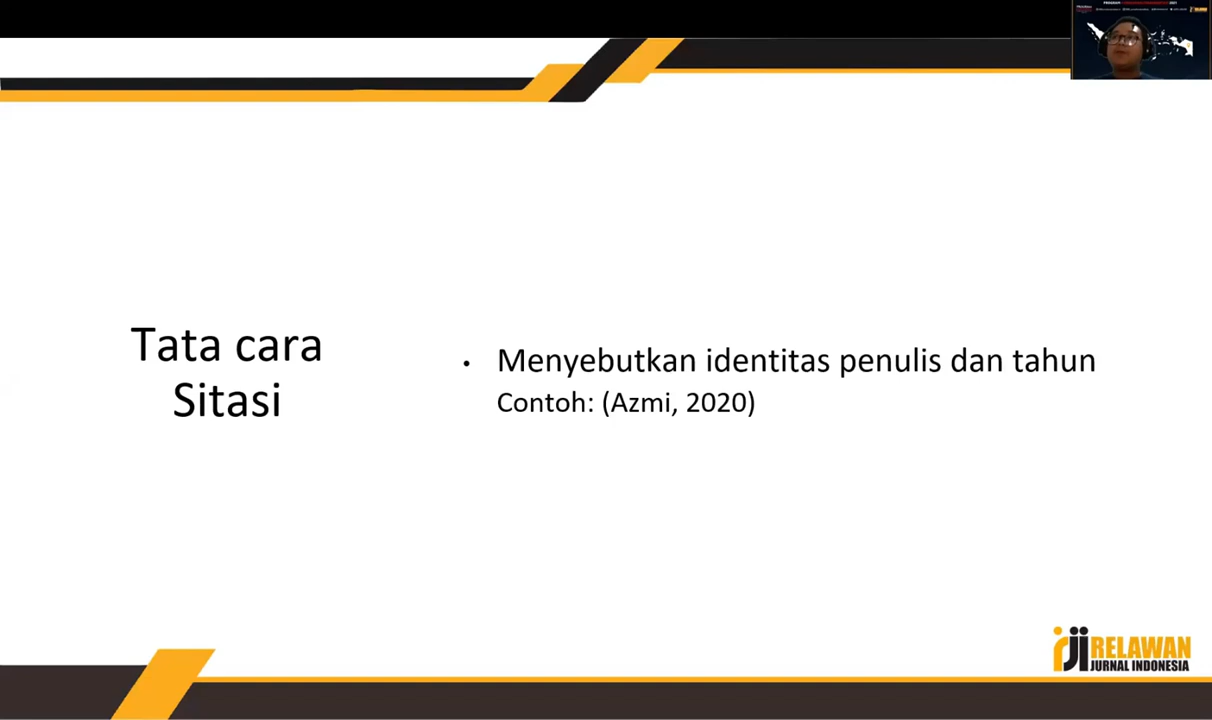 Tata cara
Sitasi
• Menyebutkan identitas penulis dan tahun
Contoh: (Azmi, 2020)
RELAWAN
JURNAL INDONESIA